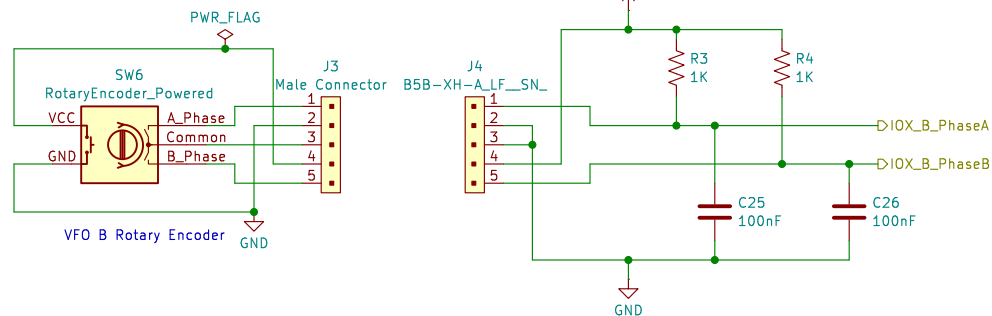 PWR_FLAG
SW6
RotaryEncoder_Powered
VCC
GND
A_Phase
Common
B_Phase
VFO B Rotary Encoder
GND
J3
Male Connector
1
2
3
4
5
J4
B5B-XH-A_LF__SN_
1
2
3
4
5
R3
1K
R4
1K
IOX_B_PhaseA
IOX_B_PhaseB
C25
100nF
C26
100nF
GND